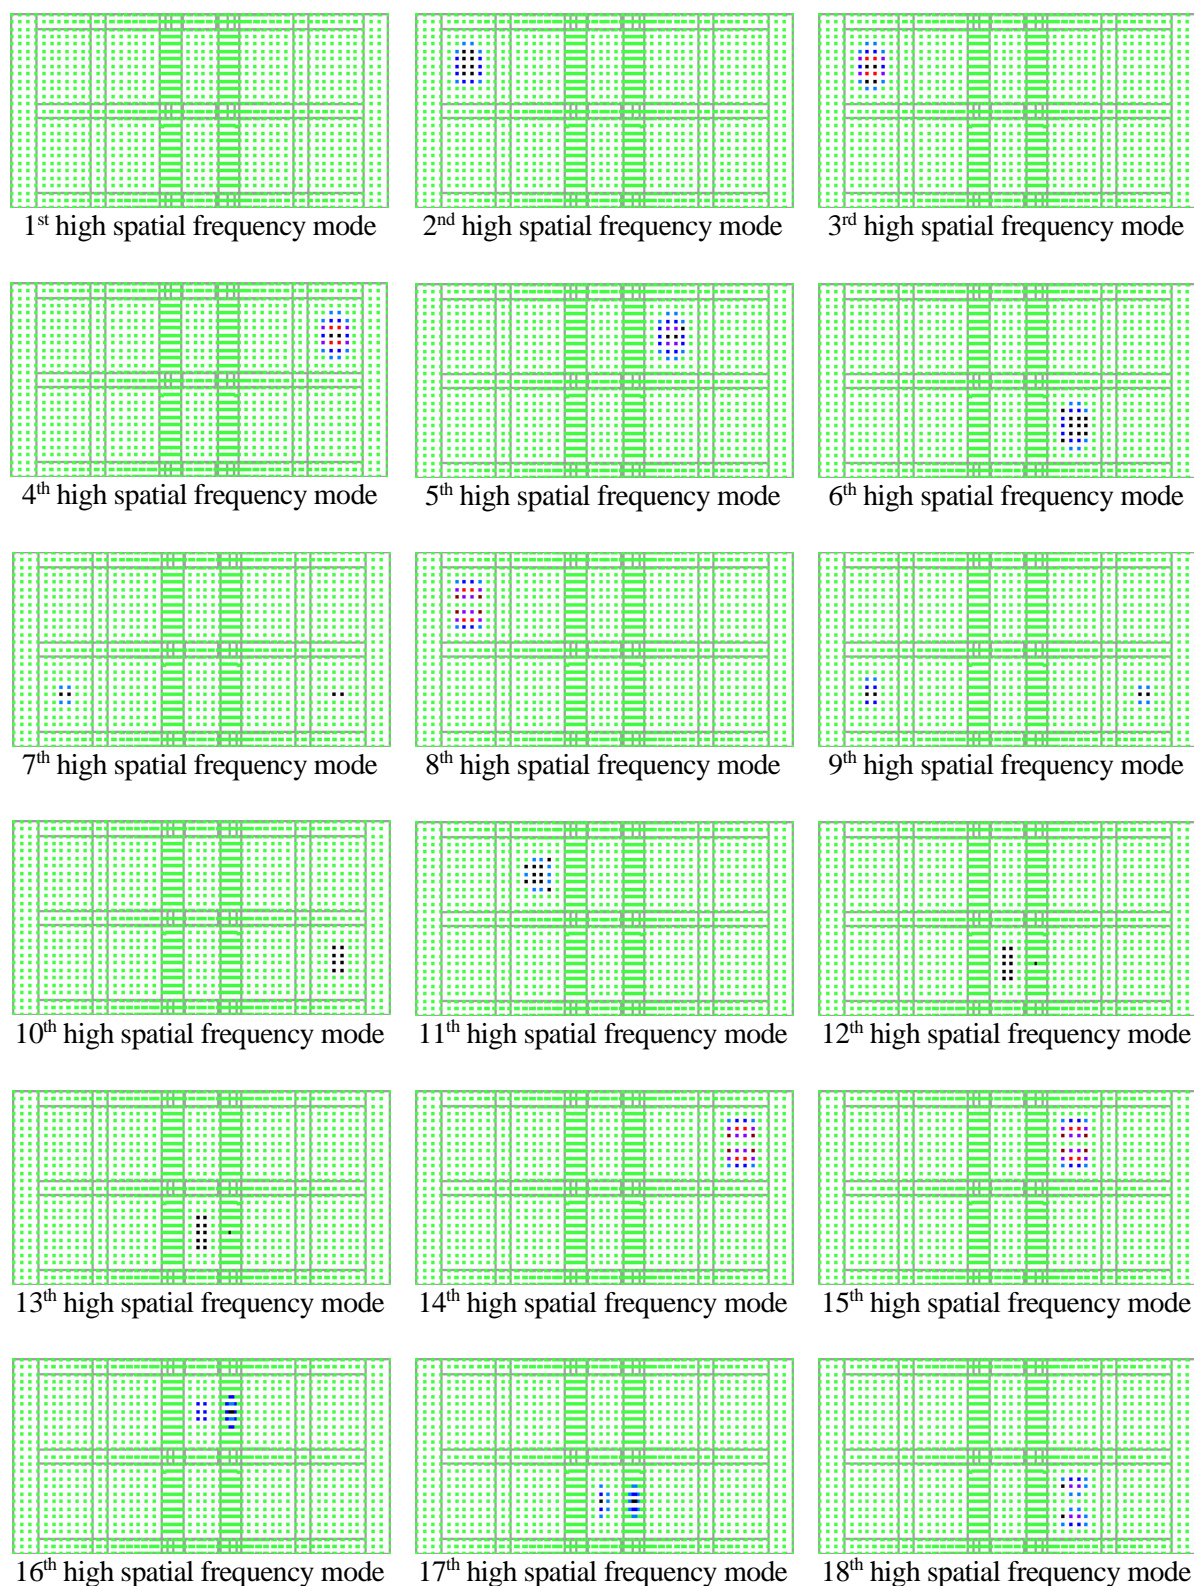 1st high spatial frequency mode
2nd high spatial frequency mode
3rd high spatial frequency mode
4th high spatial frequency mode
5th high spatial frequency mode
6th high spatial frequency mode
7th high spatial frequency mode
8th high spatial frequency mode
9th high spatial frequency mode
10th high spatial frequency mode
11th high spatial frequency mode
12th high spatial frequency mode
13th high spatial frequency mode
14th high spatial frequency mode
15th high spatial frequency mode
16th high spatial frequency mode
17th high spatial frequency mode
18th high spatial frequency mode